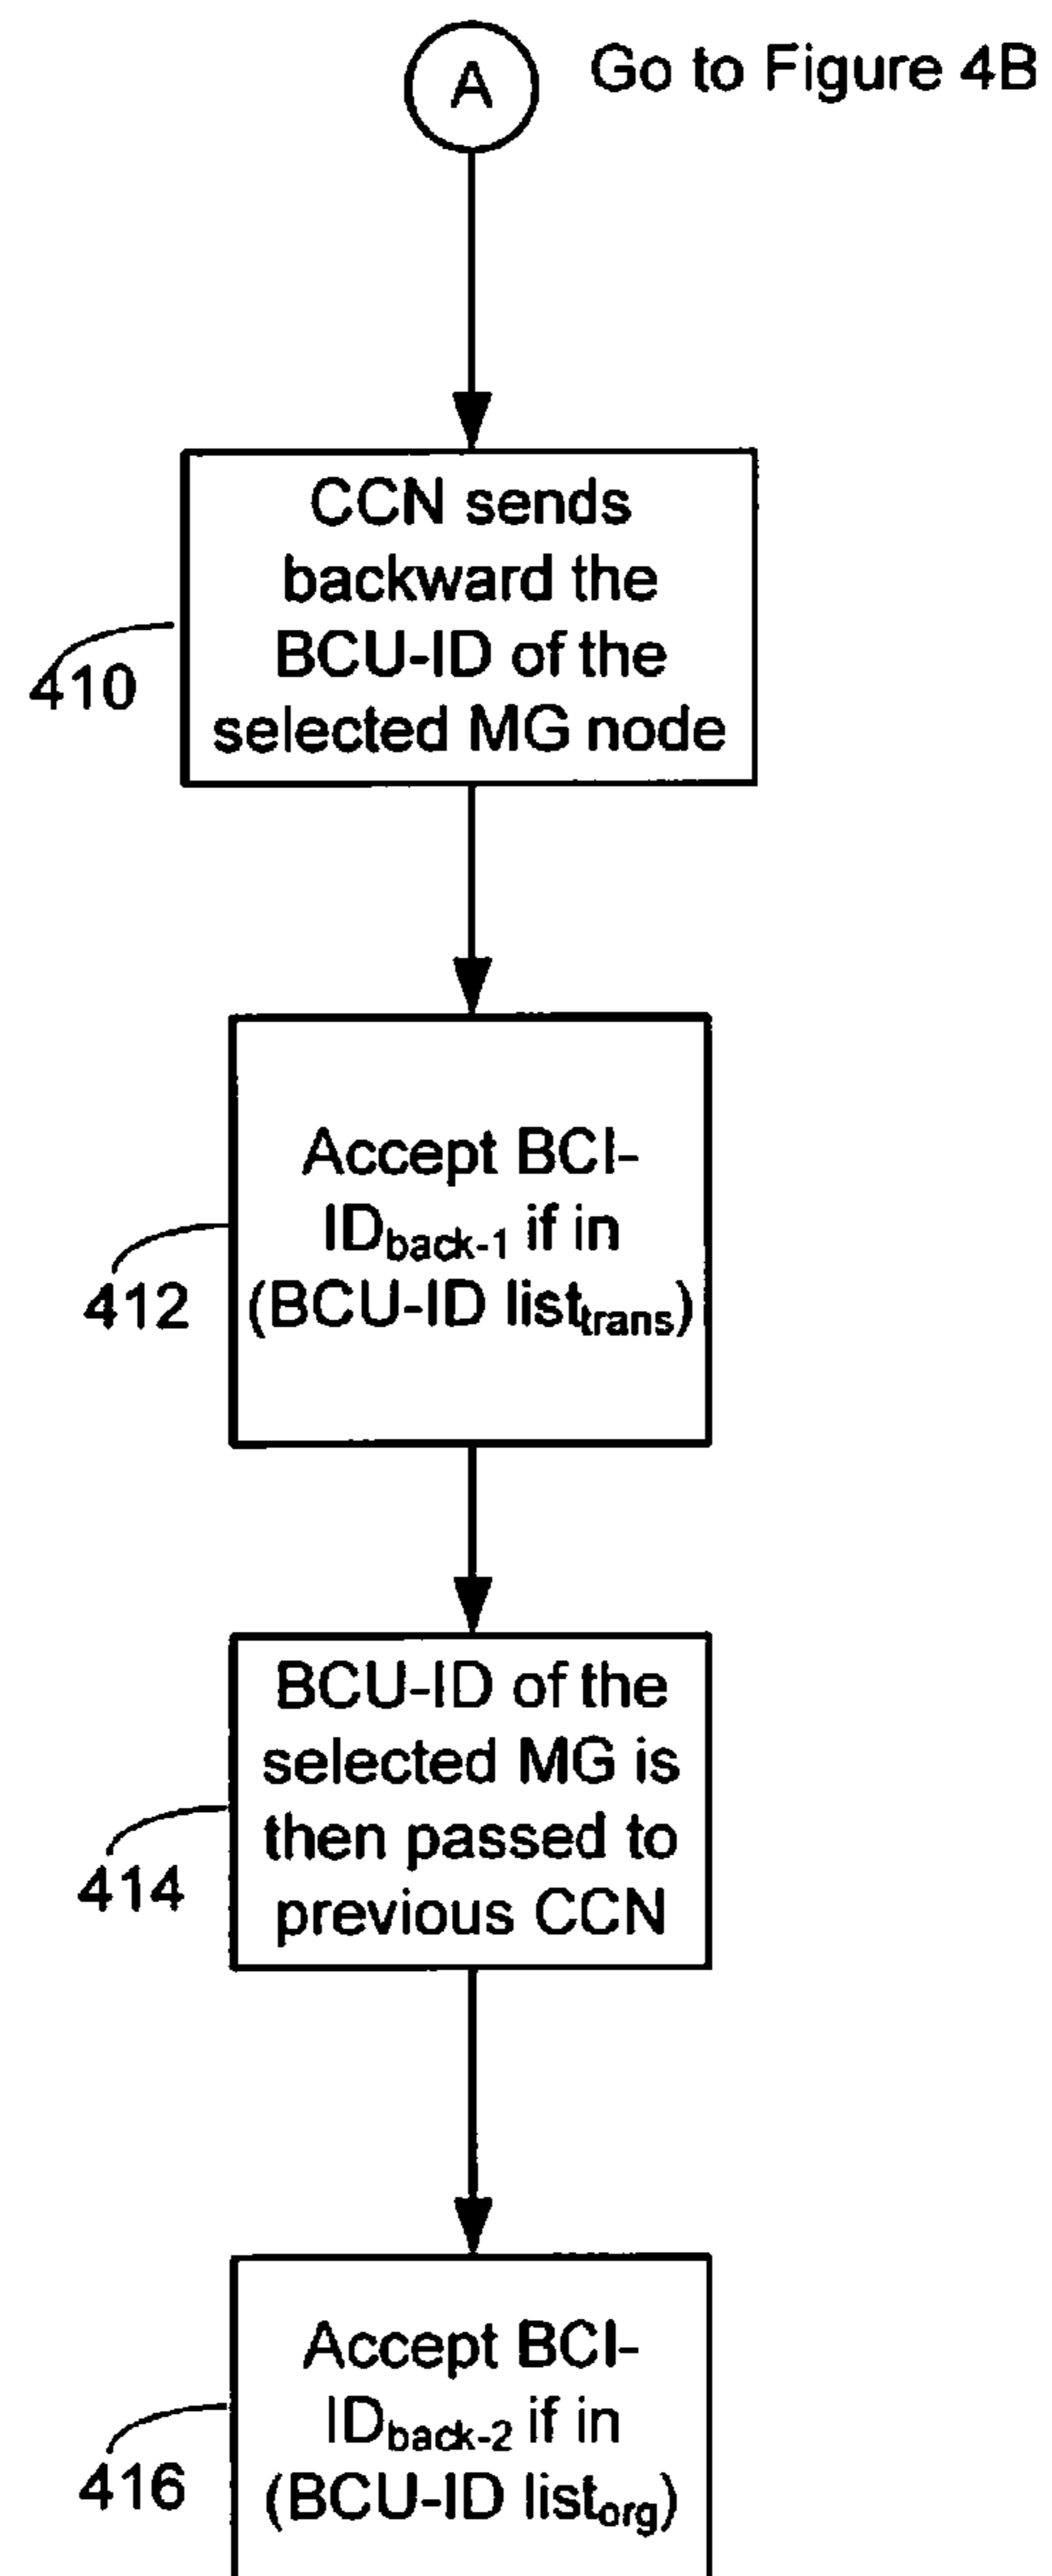 A
Go to Figure 4B
CCN sends
backward the
BCU-ID of the
selected MG node
410
Accept BCI-
IDback-1 if in
(BCU-ID listtrans)
412
BCU-ID of the
selected MG is
then passed to
previous CCN
414
Accept BCI-
IDback-2 if in
(BCU-ID listorg)
416